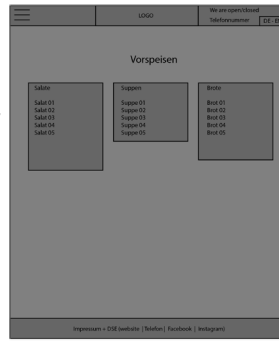 LOGO
We are open/closed
Telefonnummer
DE - E
Vorspeisen
Salate
Salat 01
Salat 02
Salat 03
Salat 04
Salat 05
Suppen
Suppe 01
Suppe 02
Suppe 03
Suppe 04
Suppe 05
Brote
Brot 01
Brot 02
Brot 03
Brot 04
Brot 05
Impressum + DSE (website | Telefon | Facebook | Instagram)